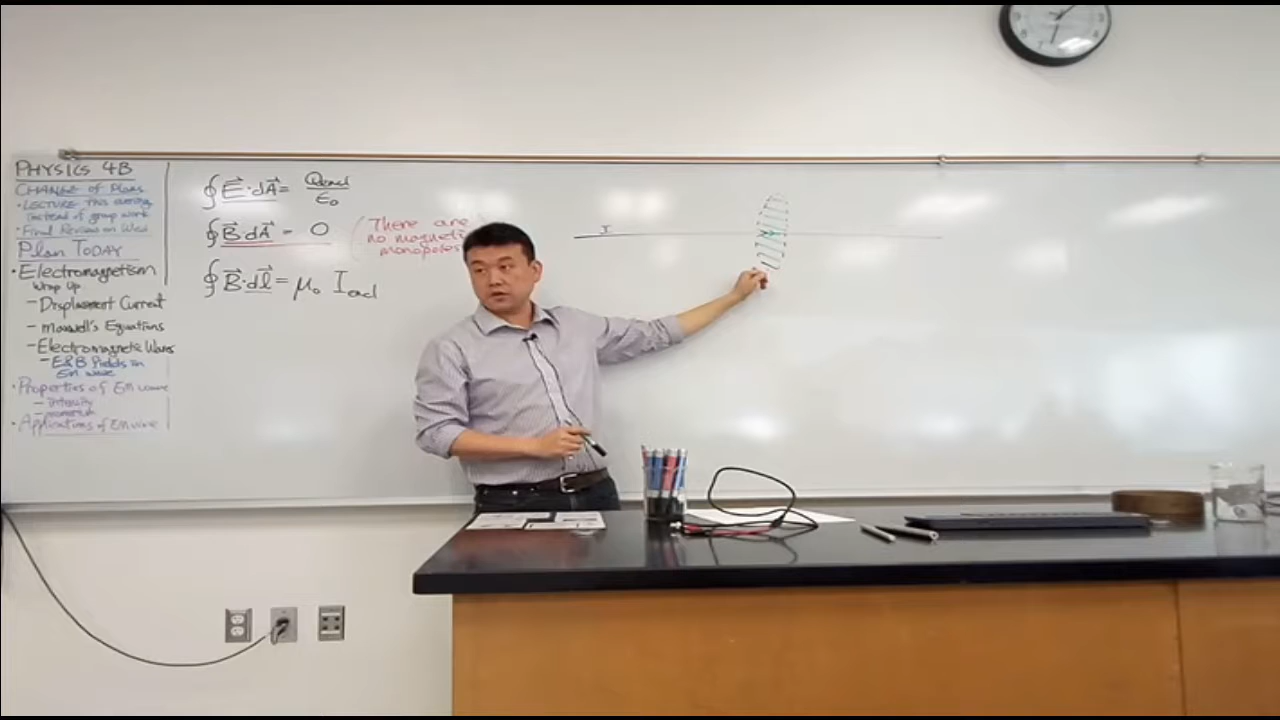 PHYSICS 4B
CHANGE of Plans
• LECTURE this evening
instead of group work
• Final Review on Wed
Plan TODAY
• Electromagnetism
Wrap Up
- Displacement Current
- Maxwell's Equations
- Electromagnetic Waves
- E&B fields in
EM wave
• Properties of EM wave
- intensity
- momentum
• Applications of EM wave
∮E⃗·dA⃗ = Qencl/ε₀
∮B⃗·dA⃗ = 0
(There are
no magnetic
monopoles
∮B⃗·dl⃗ = μ₀ Iencl
I